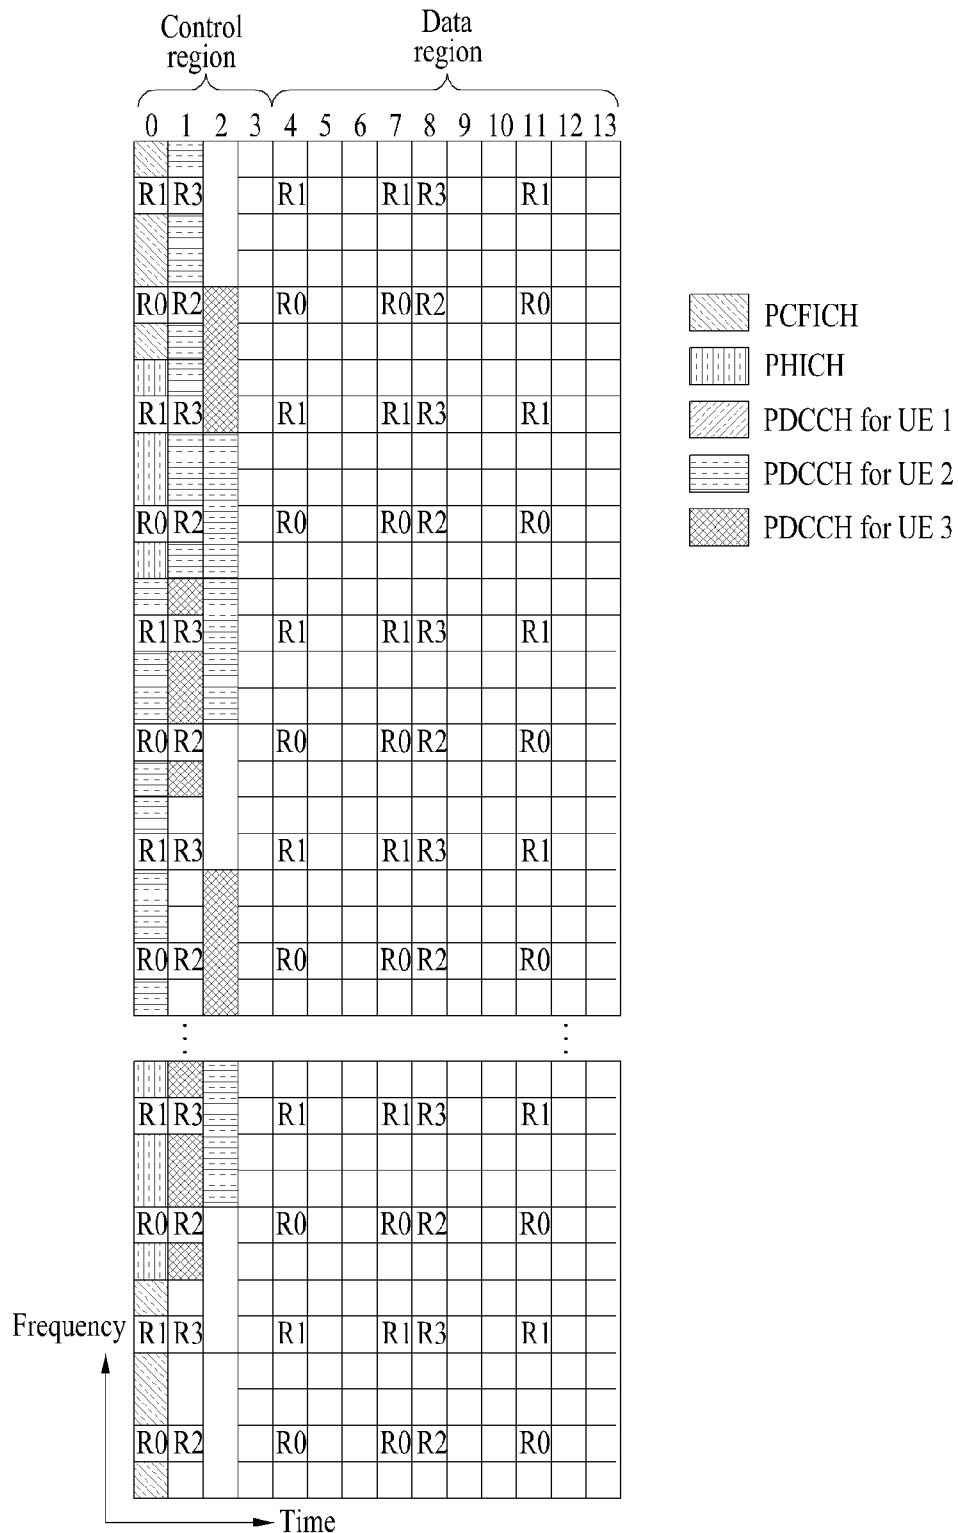 Control
region
Data
region
0 1 2 3 4 5 6 7 8 9 10 11 12 13
R1 R3 R1 R1 R3 R1
R0 R2 R0 R0 R2 R0
R1 R3 R1 R1 R3 R1
R0 R2 R0 R0 R2 R0
R1 R3 R1 R1 R3 R1
R0 R2 R0 R0 R2 R0
R1 R3 R1 R1 R3 R1
R0 R2 R0 R0 R2 R0
R1 R3 R1 R1 R3 R1
R0 R2 R0 R0 R2 R0
R1 R3 R1 R1 R3 R1
R0 R2 R0 R0 R2 R0
PCFICH
PHICH
PDCCH for UE 1
PDCCH for UE 2
PDCCH for UE 3
Frequency
Time